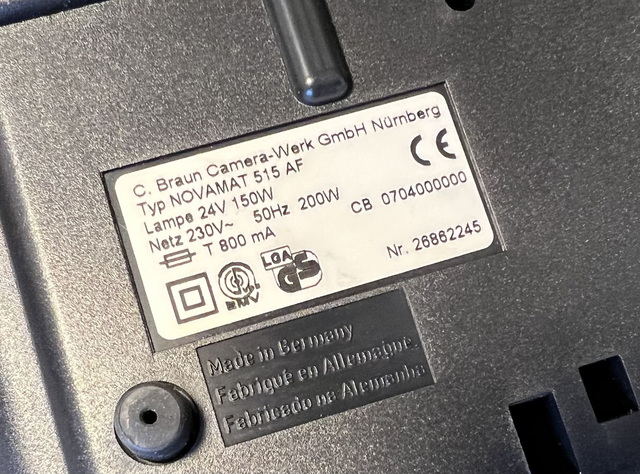 C. Braun Camera-Werk GmbH Nürnberg
Typ NOVAMAT 515 AF
Lampe 24V 150W
Netz 230V~ 50Hz 200W
T 800 mA
CE
CB 0704000000
Nr. 26862245
LGA
GS
EMV
Made in Germany
Fabriqué en Allemagne
Fabricado na Alemanha